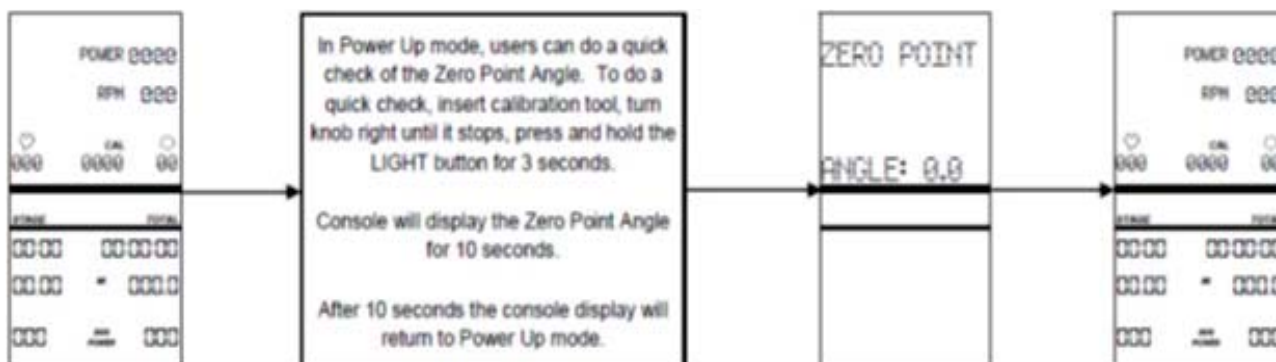 POWER 0000
RPM 000
CAL
000 0000 00
STAGE TOTAL
00:00 00:00:00
00:00 000.0
000 AVG POWER 000
In Power Up mode, users can do a quick
check of the Zero Point Angle. To do a
quick check, insert calibration tool, turn
knob right until it stops, press and hold the
LIGHT button for 3 seconds.
Console will display the Zero Point Angle
for 10 seconds.
After 10 seconds the console display will
return to Power Up mode.
ZERO POINT
ANGLE: 0.0
POWER 0000
RPM 000
CAL
000 0000 00
STAGE TOTAL
00:00 00:00:00
00:00 000.0
000 AVG POWER 000